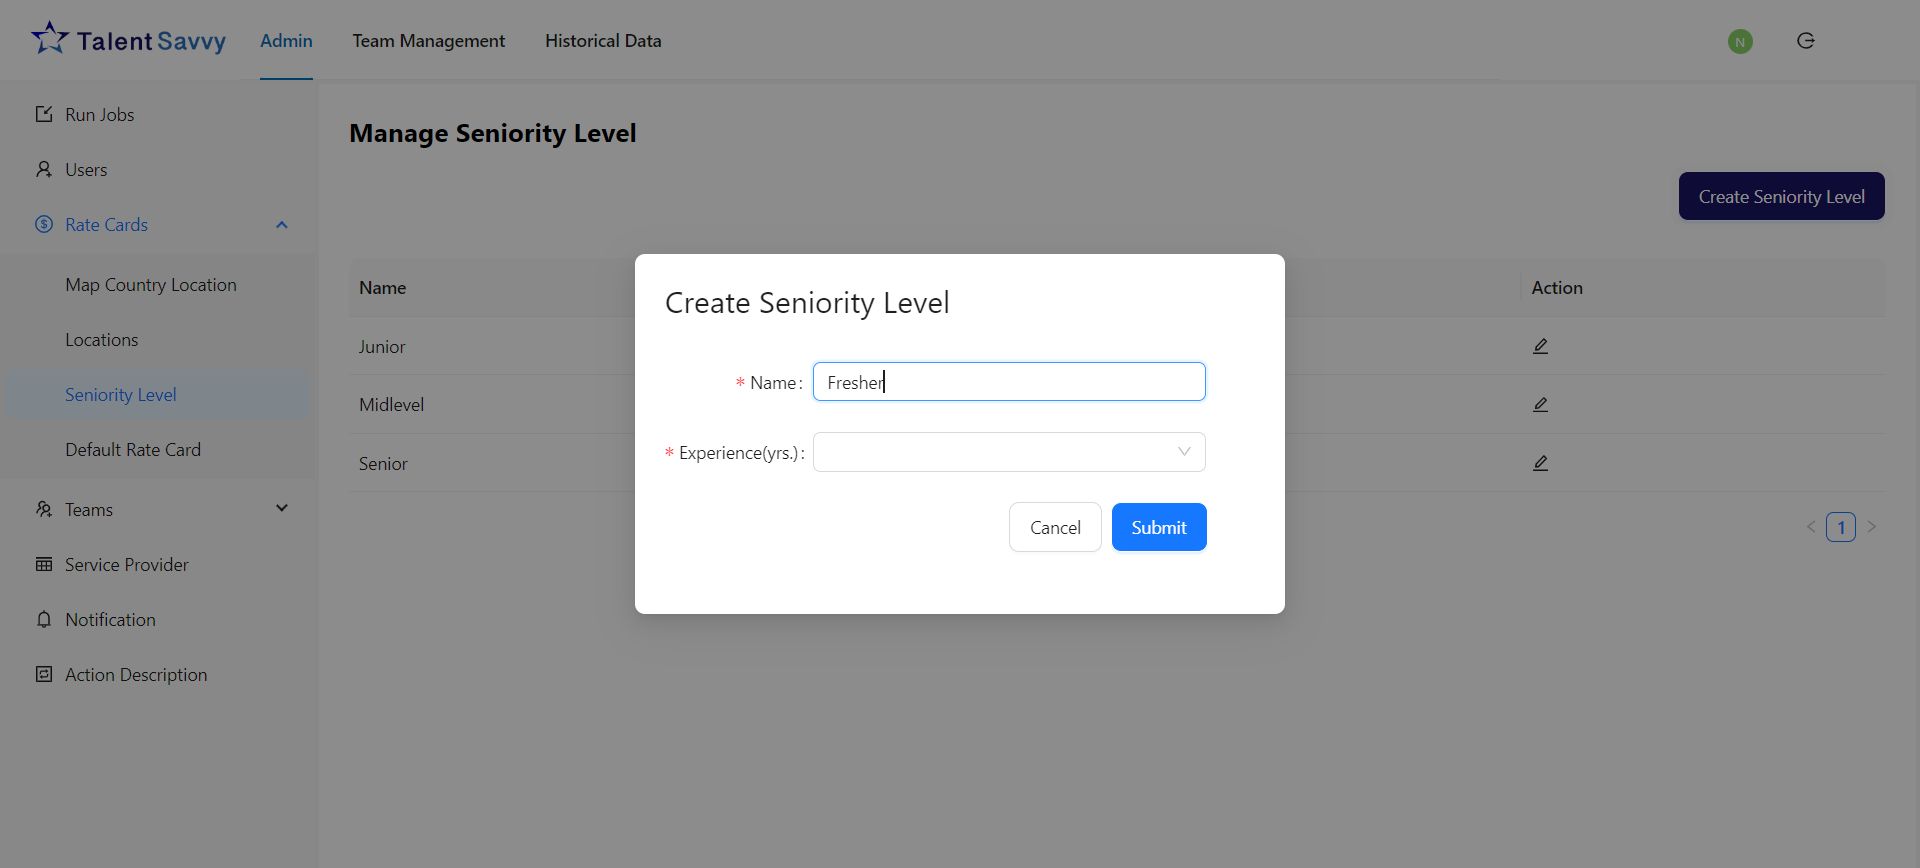 Talent Savvy
Admin
Team Management
Historical Data
N
Run Jobs
Users
Rate Cards
Map Country Location
Locations
Seniority Level
Default Rate Card
Teams
Service Provider
Notification
Action Description
Manage Seniority Level
Create Seniority Level
Name
Action
Junior
Midlevel
Senior
1
Create Seniority Level
* Name: Fresher
* Experience(yrs.):
Cancel
Submit